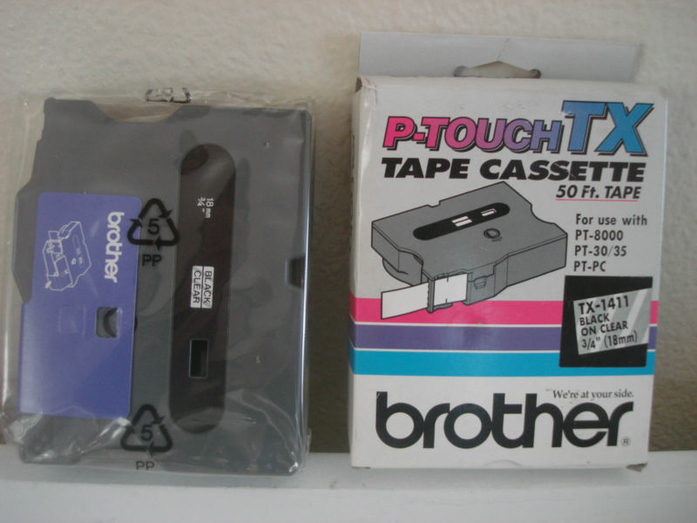 brother
18 mm
3/4"
BLACK
CLEAR
5
PP
5
PP
P-TOUCH TX
TAPE CASSETTE
50 FT. TAPE
For use with
PT-8000
PT-30/35
PT-PC
TX-1411
BLACK
ON CLEAR
3/4" (18mm)
We're at your side.
brother®